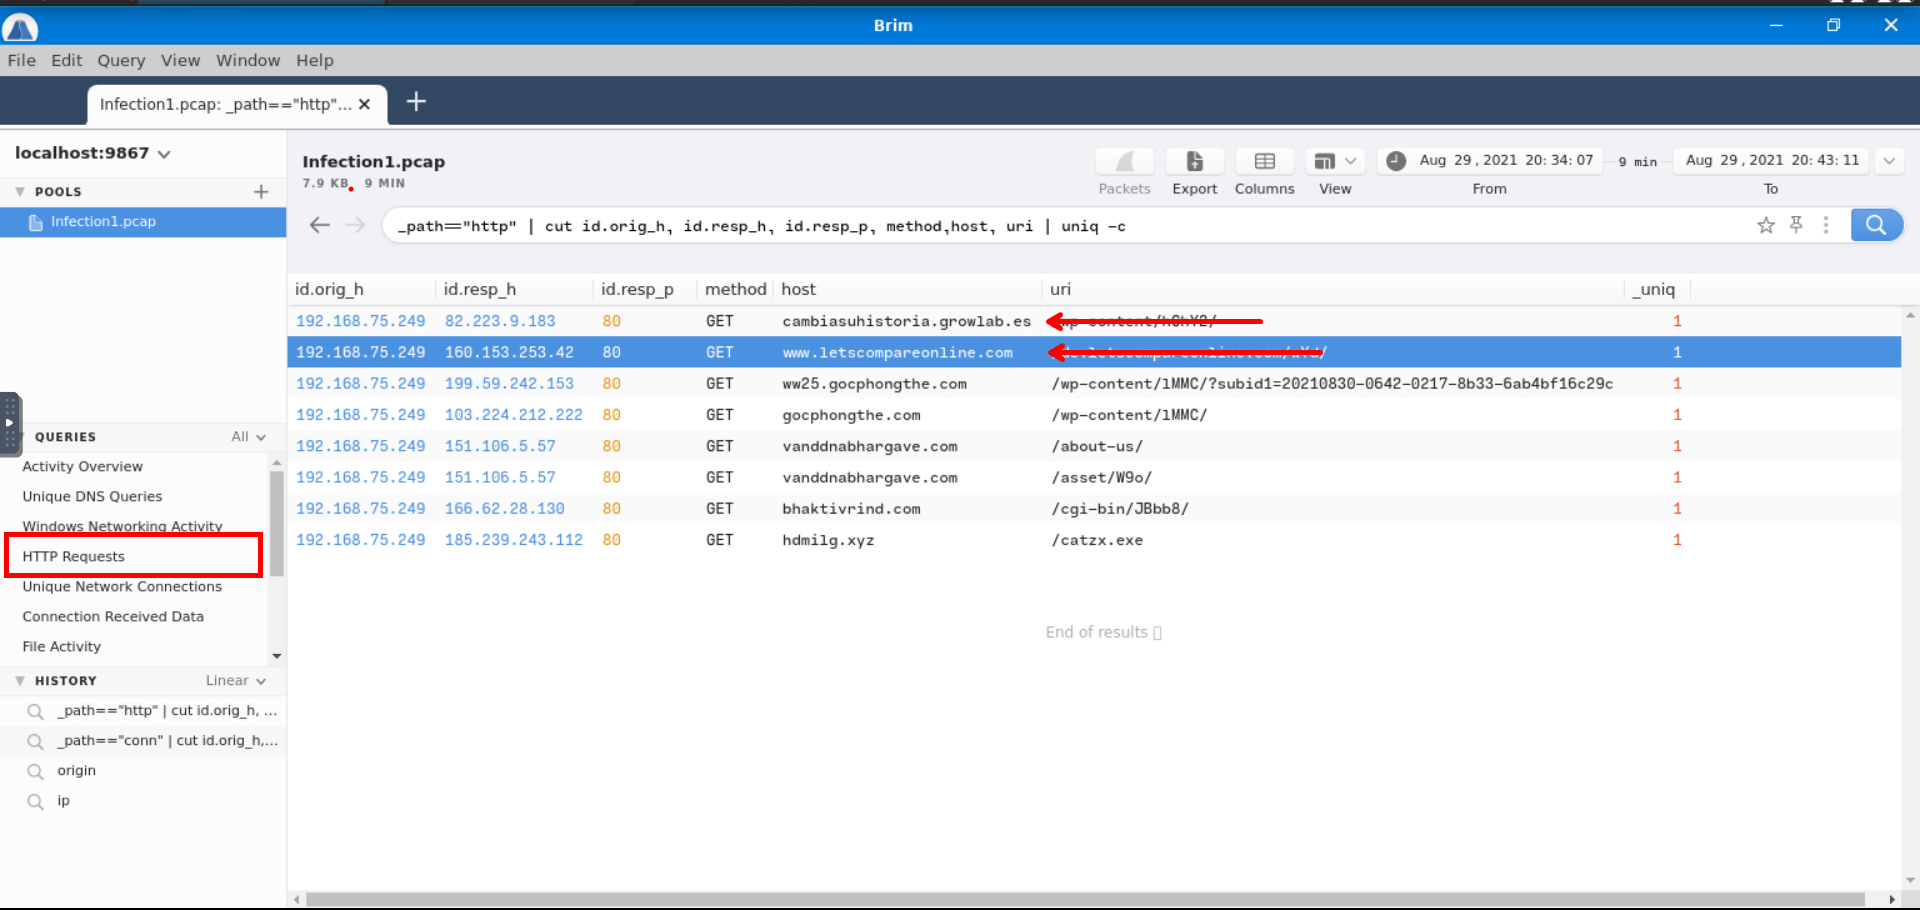 Brim
File Edit Query View Window Help
Infection1.pcap: _path=="http"...
localhost:9867
POOLS
Infection1.pcap
Infection1.pcap
7.9 KB 9 MIN
Packets Export Columns View
Aug 29, 2021 20:34:07 9 min Aug 29, 2021 20:43:11
From To
_path=="http" | cut id.orig_h, id.resp_h, id.resp_p, method,host, uri | uniq -c
id.orig_h id.resp_h id.resp_p method host uri _uniq
192.168.75.249 82.223.9.183 80 GET cambiasuhistoria.growlab.es 1
192.168.75.249 160.153.253.42 80 GET www.letscompareonline.com 1
192.168.75.249 199.59.242.153 80 GET ww25.gocphongthe.com /wp-content/lMMC/?subid1=20210830-0642-0217-8b33-6ab4bf16c29c 1
192.168.75.249 103.224.212.222 80 GET gocphongthe.com /wp-content/lMMC/ 1
192.168.75.249 151.106.5.57 80 GET vanddnabhargave.com /about-us/ 1
192.168.75.249 151.106.5.57 80 GET vanddnabhargave.com /asset/W9o/ 1
192.168.75.249 166.62.28.130 80 GET bhaktivrind.com /cgi-bin/JBbb8/ 1
192.168.75.249 185.239.243.112 80 GET hdmilg.xyz /catzx.exe 1
End of results
QUERIES All
Activity Overview
Unique DNS Queries
Windows Networking Activity
HTTP Requests
Unique Network Connections
Connection Received Data
File Activity
HISTORY Linear
_path=="http" | cut id.orig_h, ...
_path=="conn" | cut id.orig_h,...
origin
ip